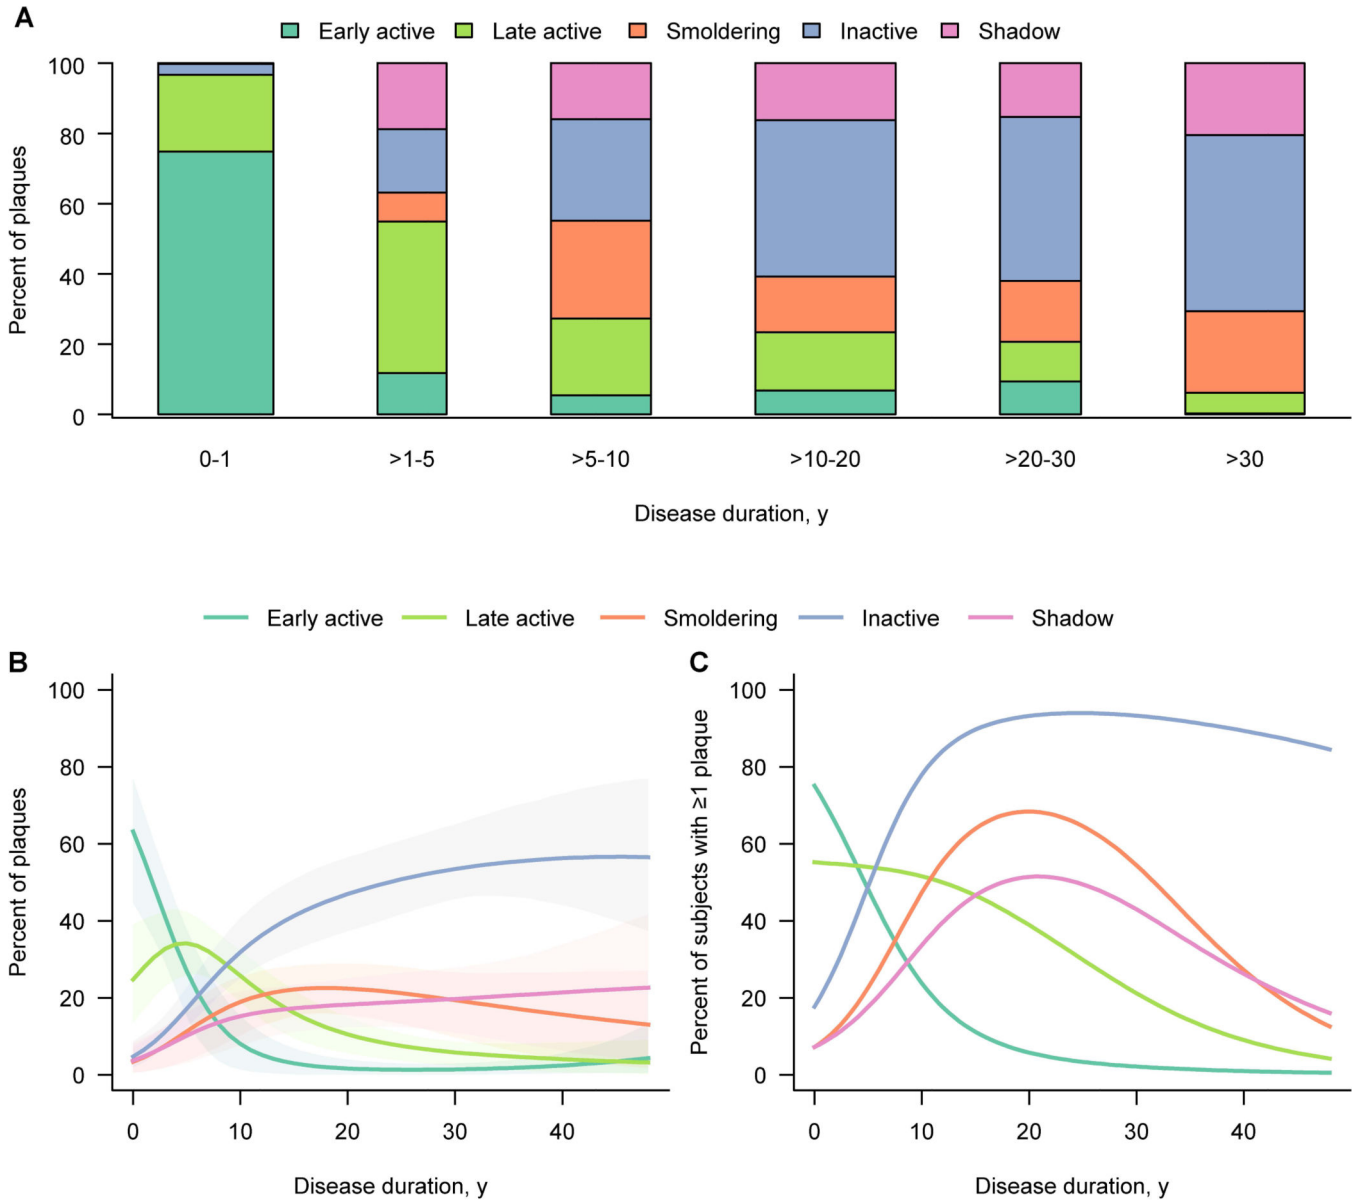 A
Early active Late active Smoldering Inactive Shadow
Percent of plaques
100
80
60
40
20
0
0-1 >1-5 >5-10 >10-20 >20-30 >30
Disease duration, y
Early active Late active Smoldering Inactive Shadow
B
Percent of plaques
100
80
60
40
20
0
0 10 20 30 40
Disease duration, y
C
Percent of subjects with ≥1 plaque
100
80
60
40
20
0
0 10 20 30 40
Disease duration, y